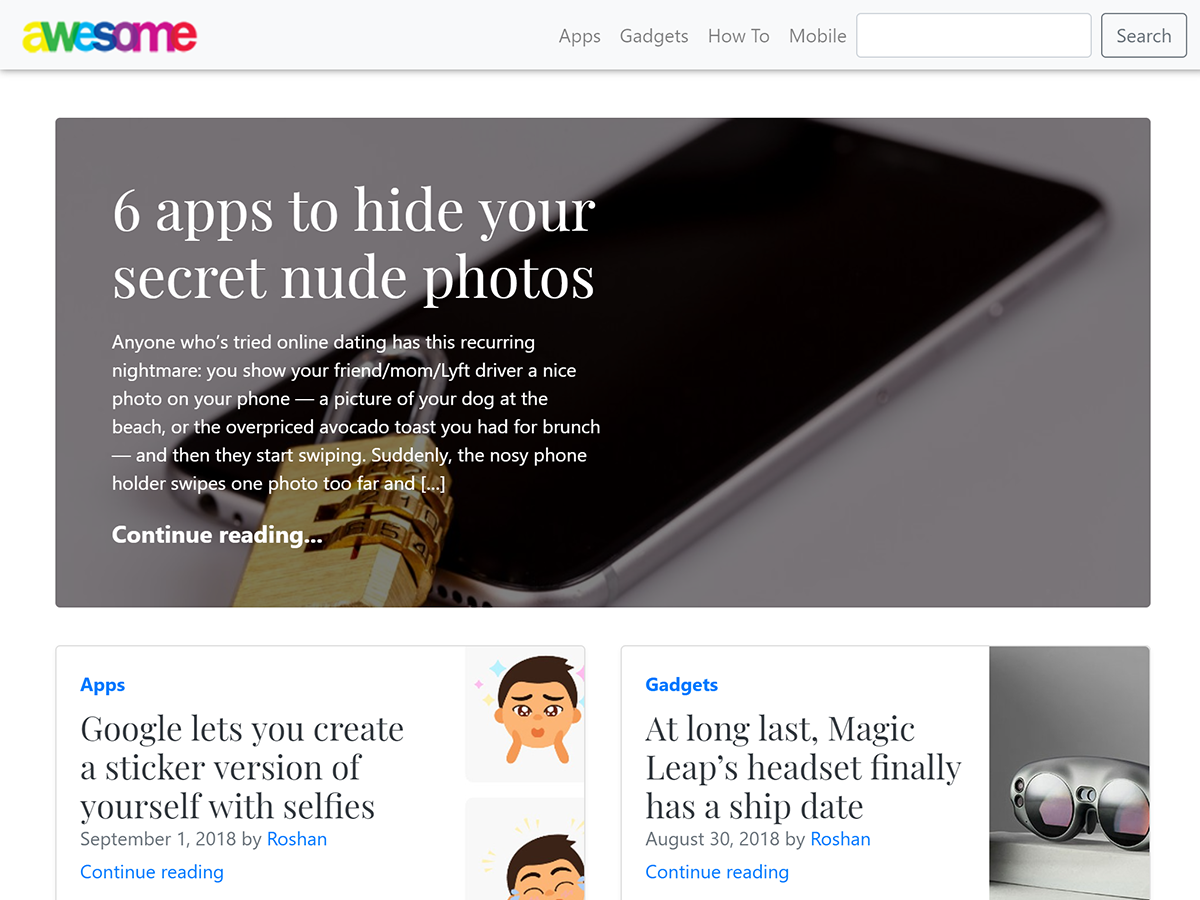 awesome
Apps Gadgets How To Mobile Search
6 apps to hide your
secret nude photos
Anyone who’s tried online dating has this recurring
nightmare: you show your friend/mom/Lyft driver a nice
photo on your phone — a picture of your dog at the
beach, or the overpriced avocado toast you had for brunch
— and then they start swiping. Suddenly, the nosy phone
holder swipes one photo too far and [...]
Continue reading...
Apps
Google lets you create
a sticker version of
yourself with selfies
September 1, 2018 by Roshan
Continue reading
Gadgets
At long last, Magic
Leap’s headset finally
has a ship date
August 30, 2018 by Roshan
Continue reading